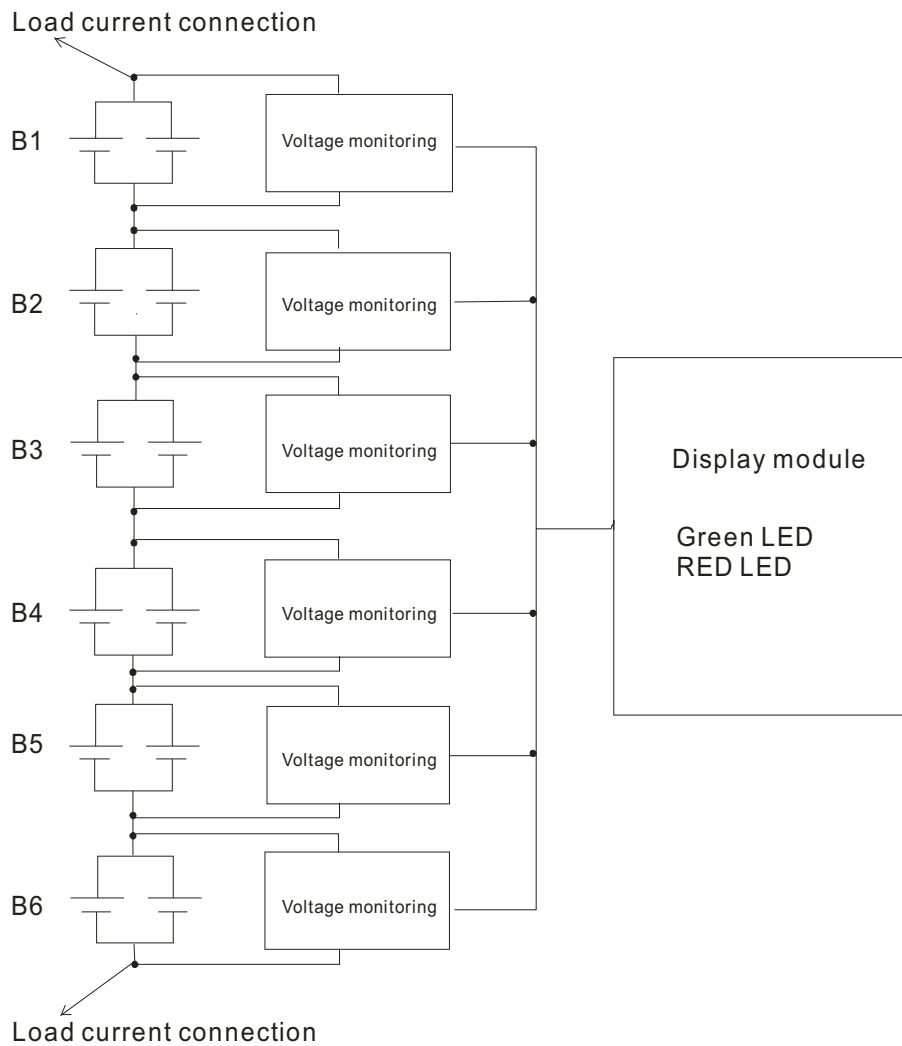 Load current connection
B1
Voltage monitoring
B2
Voltage monitoring
B3
Voltage monitoring
Display module
Green LED
RED LED
B4
Voltage monitoring
B5
Voltage monitoring
B6
Voltage monitoring
Load current connection